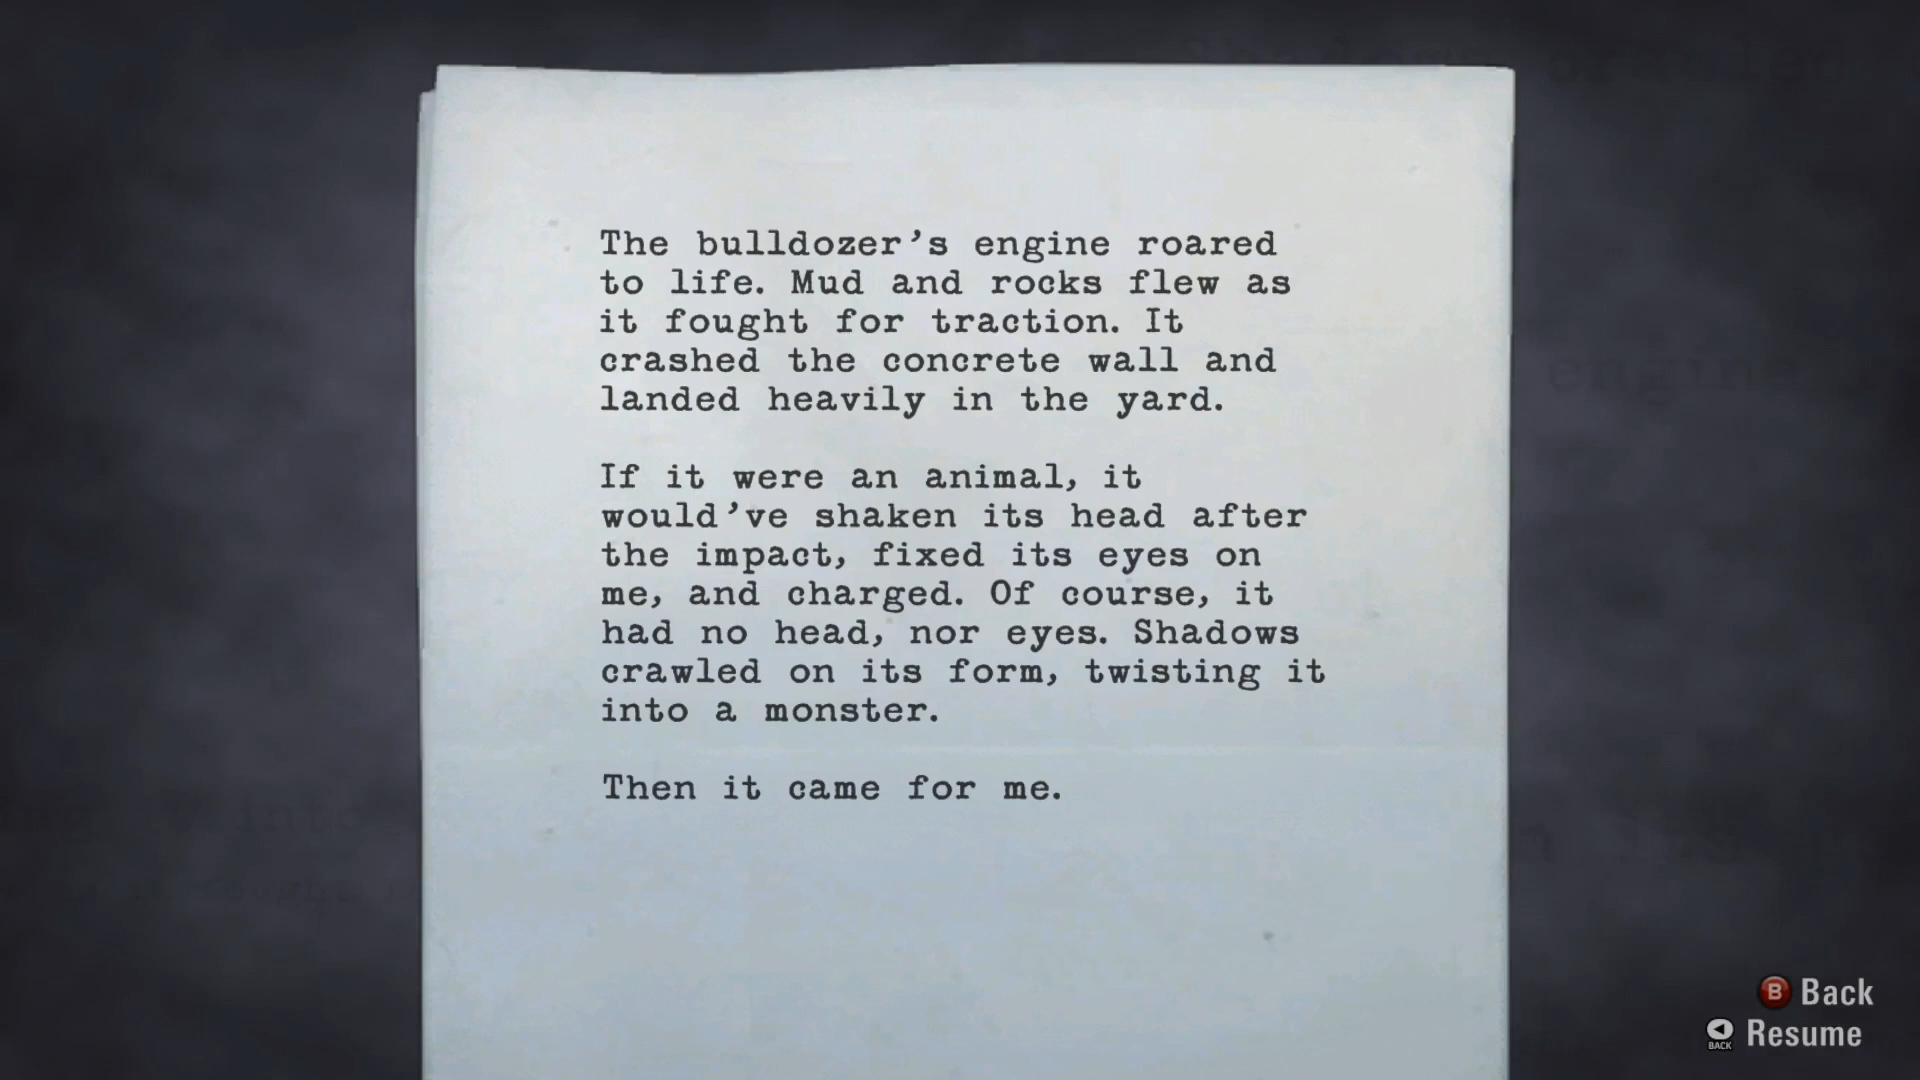 The bulldozer’s engine roared
to life. Mud and rocks flew as
it fought for traction. It
crashed the concrete wall and
landed heavily in the yard.
If it were an animal, it
would’ve shaken its head after
the impact, fixed its eyes on
me, and charged. Of course, it
had no head, nor eyes. Shadows
crawled on its form, twisting it
into a monster.
Then it came for me.
B Back
BACK Resume